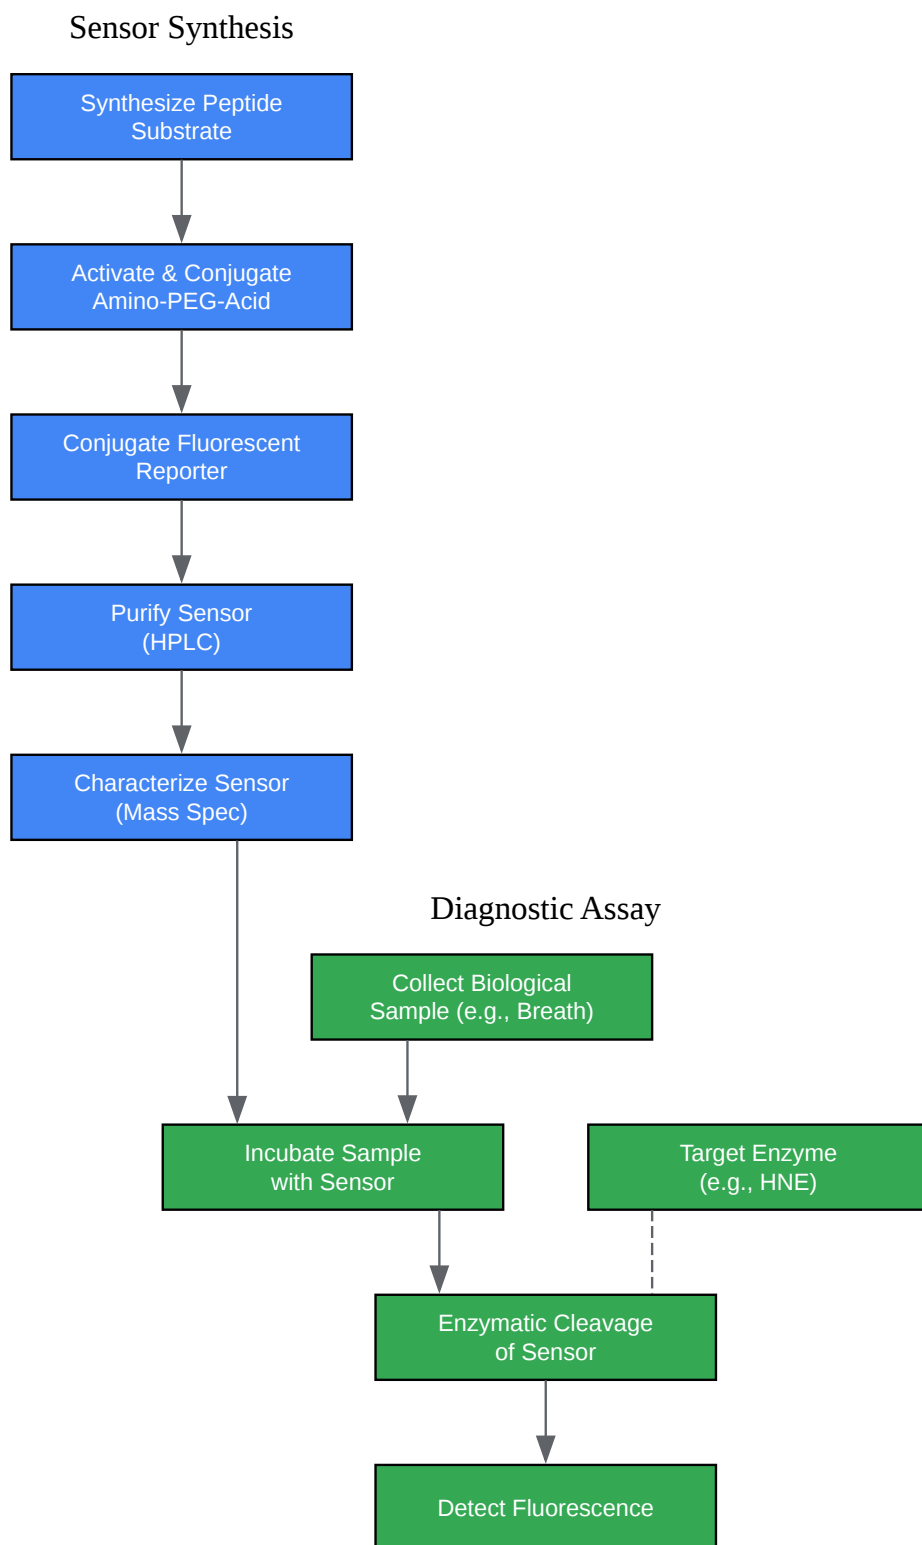 Sensor Synthesis
Synthesize Peptide
Substrate
Activate & Conjugate
Amino-PEG-Acid
Conjugate Fluorescent
Reporter
Purify Sensor
(HPLC)
Characterize Sensor
(Mass Spec)
Diagnostic Assay
Collect Biological
Sample (e.g., Breath)
Incubate Sample
with Sensor
Target Enzyme
(e.g., HNE)
Enzymatic Cleavage
of Sensor
Detect Fluorescence